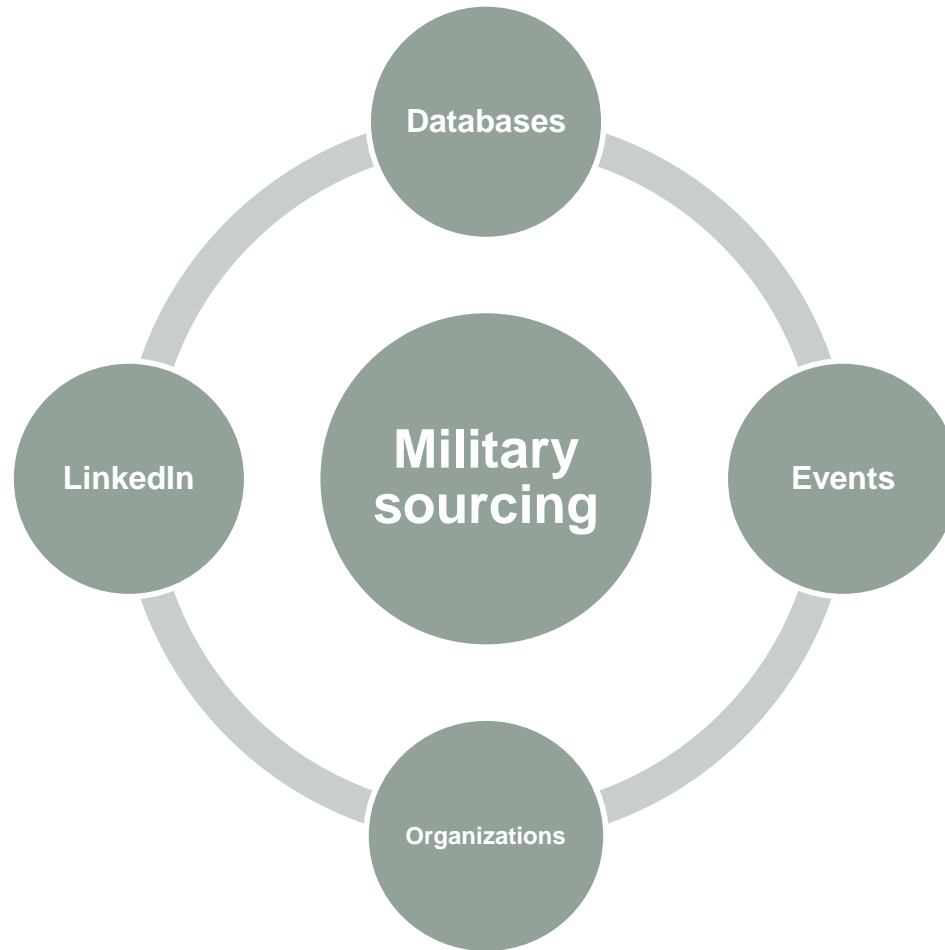 Databases
LinkedIn
Military
sourcing
Events
Organizations